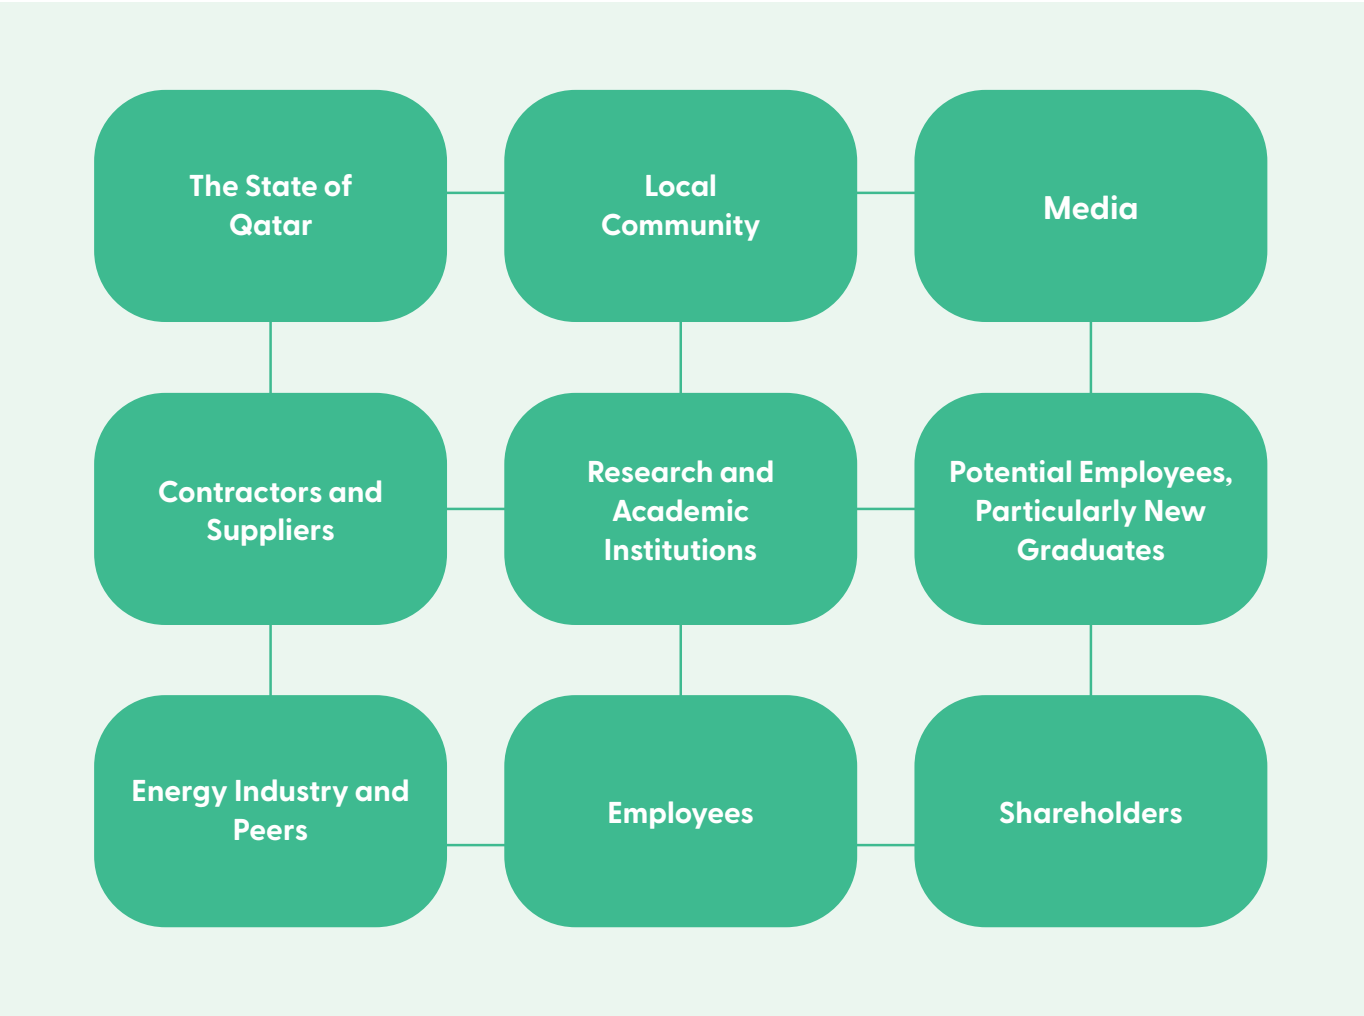 The State of
Qatar
Local
Community
Media
Contractors and
Suppliers
Research and
Academic
Institutions
Potential Employees,
Particularly New
Graduates
Energy Industry and
Peers
Employees
Shareholders